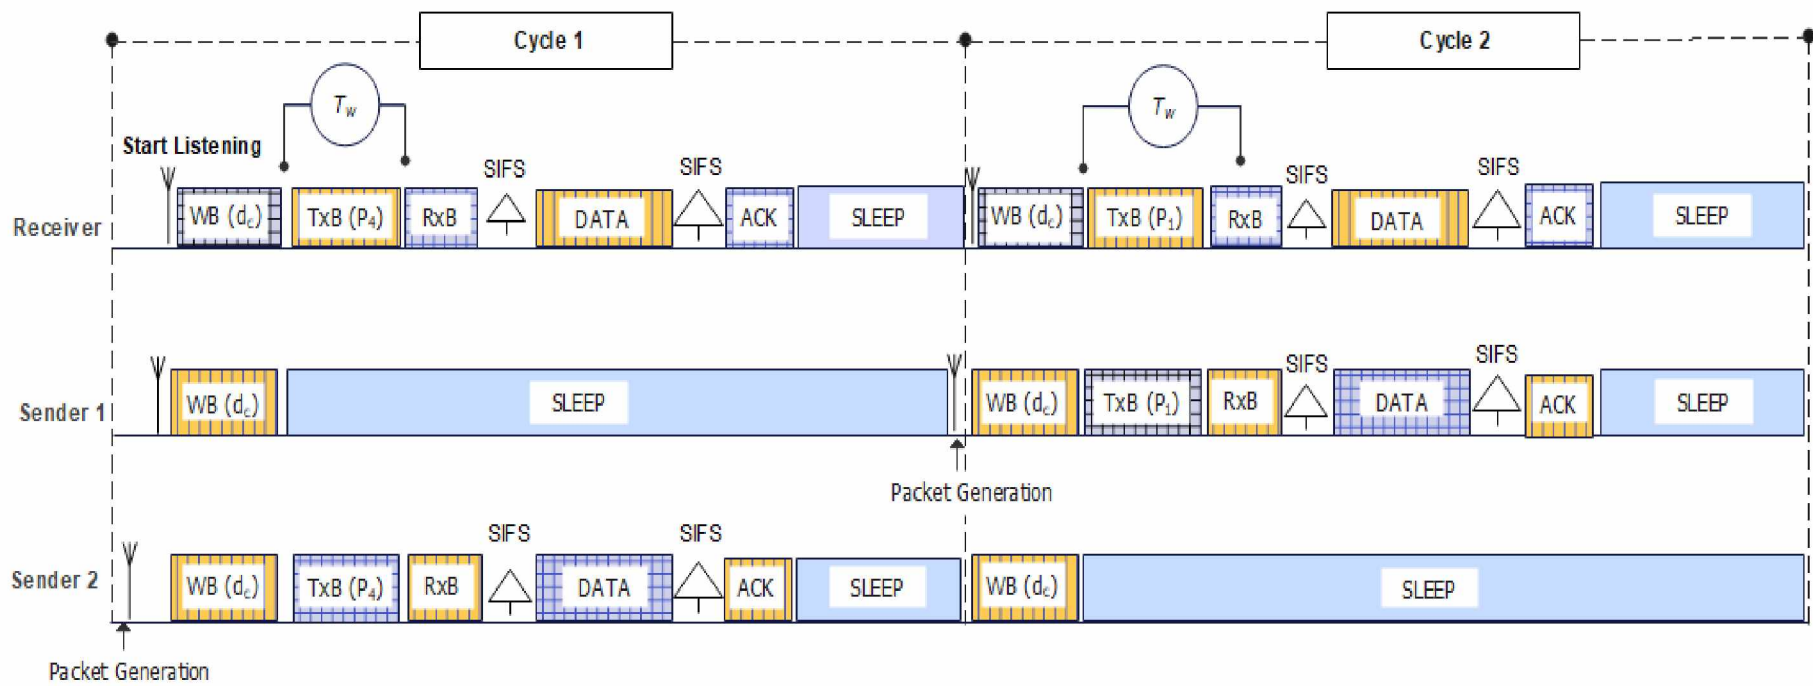 Cycle 1
Cycle 2
T_w
T_w
Start Listening
SIFS
SIFS
SIFS
SIFS
Receiver
WB (d_c)
TxB (P_4)
RxB
DATA
ACK
SLEEP
WB (d_c)
TxB (P_1)
RxB
DATA
ACK
SLEEP
SIFS
SIFS
Sender 1
WB (d_c)
SLEEP
WB (d_c)
TxB (P_1)
RxB
DATA
ACK
SLEEP
Packet Generation
SIFS
SIFS
Sender 2
WB (d_c)
TxB (P_4)
RxB
DATA
ACK
SLEEP
WB (d_c)
SLEEP
Packet Generation